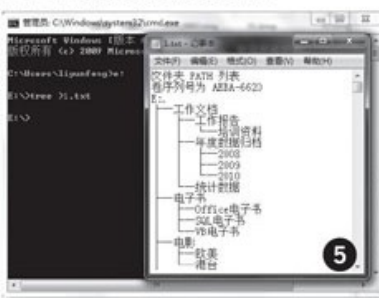 管理员: C:\Windows\system32\cmd.exe
Microsoft Windows [版本
版权所有 (c) 2009 Microso
C:\Users\liyunfeng>e:
E:\>tree >1.txt
E:\>
1.txt - 记事本
文件(F) 编辑(E) 格式(O) 查看(V) 帮助(H)
文件夹 PATH 列表
卷序列号为 AEBA-6623
E:.
├─工作文档
│ ├─工作报告
│ │ └─培训资料
│ ├─年度数据归档
│ │ ├─2008
│ │ ├─2009
│ │ └─2010
│ └─统计数据
├─电子书
│ ├─Office电子书
│ ├─SQL电子书
│ └─VB电子书
├─电影
│ ├─欧美
│ ├─港台
5